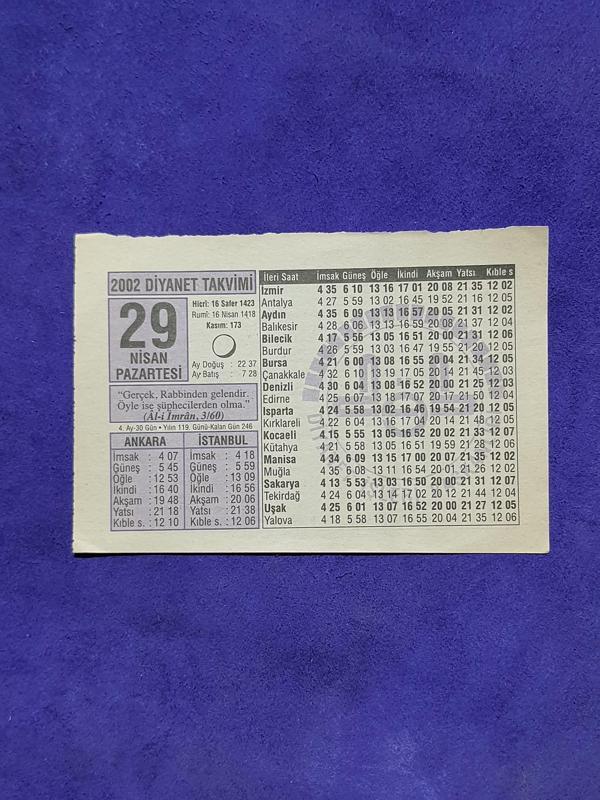 2002 DİYANET TAKVİMİ
29
NİSAN
PAZARTESİ
Hicrî: 16 Safer 1423
Rumî: 16 Nisan 1418
Kasım: 173
Ay Doğuş : 22 37
Ay Batış : 7 28
"Gerçek, Rabbinden gelendir.
Öyle ise şüphecilerden olma."
(Âl-i İmrân, 3/60)
4. Ay-30 Gün • Yılın 119. Günü-Kalan Gün 246
ANKARA
İmsak : 4 07
Güneş : 5 45
Öğle : 12 53
İkindi : 16 40
Akşam : 19 48
Yatsı : 21 18
Kıble s. : 12 10
İSTANBUL
İmsak : 4 18
Güneş : 5 59
Öğle : 13 09
İkindi : 16 56
Akşam : 20 06
Yatsı : 21 38
Kıble s. : 12 06
İleri Saat İmsak Güneş Öğle İkindi Akşam Yatsı Kıble s
İzmir 4 35 6 10 13 16 17 01 20 08 21 35 12 02
Antalya 4 27 5 59 13 02 16 45 19 52 21 16 12 05
Aydın 4 35 6 09 13 13 16 57 20 05 21 31 12 02
Balıkesir 4 28 6 06 13 13 16 59 20 08 21 37 12 04
Bilecik 4 17 5 56 13 05 16 51 20 00 21 31 12 06
Burdur 4 26 5 59 13 03 16 47 19 55 21 20 12 05
Bursa 4 21 6 00 13 08 16 55 20 04 21 34 12 05
Çanakkale 4 32 6 10 13 19 17 05 20 14 21 45 12 03
Denizli 4 30 6 04 13 08 16 52 20 00 21 25 12 03
Edirne 4 25 6 07 13 18 17 05 20 16 21 48 12 05
Isparta 4 24 5 58 13 02 16 46 19 54 21 20 12 05
Kırklareli 4 22 6 04 13 16 17 04 20 14 21 48 12 05
Kocaeli 4 15 5 55 13 05 16 52 20 02 21 33 12 07
Kütahya 4 21 5 58 13 05 16 51 19 59 21 28 12 06
Manisa 4 34 6 09 13 15 17 00 20 07 21 35 12 02
Muğla 4 35 6 08 13 11 16 54 20 01 21 26 12 02
Sakarya 4 13 5 53 13 03 16 50 20 00 21 31 12 07
Tekirdağ 4 24 6 04 13 14 17 02 20 12 21 44 12 04
Uşak 4 25 6 01 13 07 16 52 20 00 21 27 12 05
Yalova 4 18 5 58 13 07 16 55 20 04 21 35 12 06